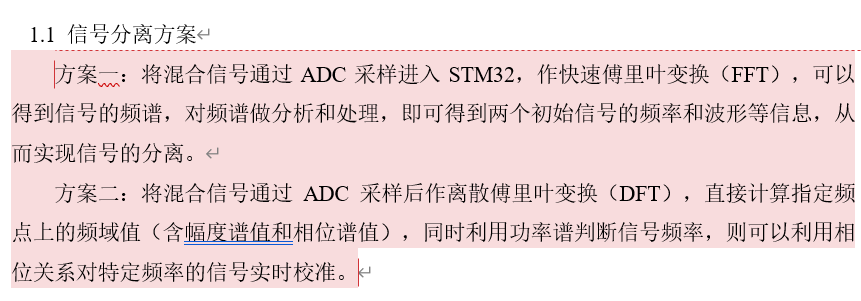 1.1 信号分离方案
方案一：将混合信号通过 ADC 采样进入 STM32，作快速傅里叶变换（FFT），可以
得到信号的频谱，对频谱做分析和处理，即可得到两个初始信号的频率和波形等信息，从
而实现信号的分离。
方案二：将混合信号通过 ADC 采样后作离散傅里叶变换（DFT），直接计算指定频
点上的频域值（含幅度谱值和相位谱值），同时利用功率谱判断信号频率，则可以利用相
位关系对特定频率的信号实时校准。